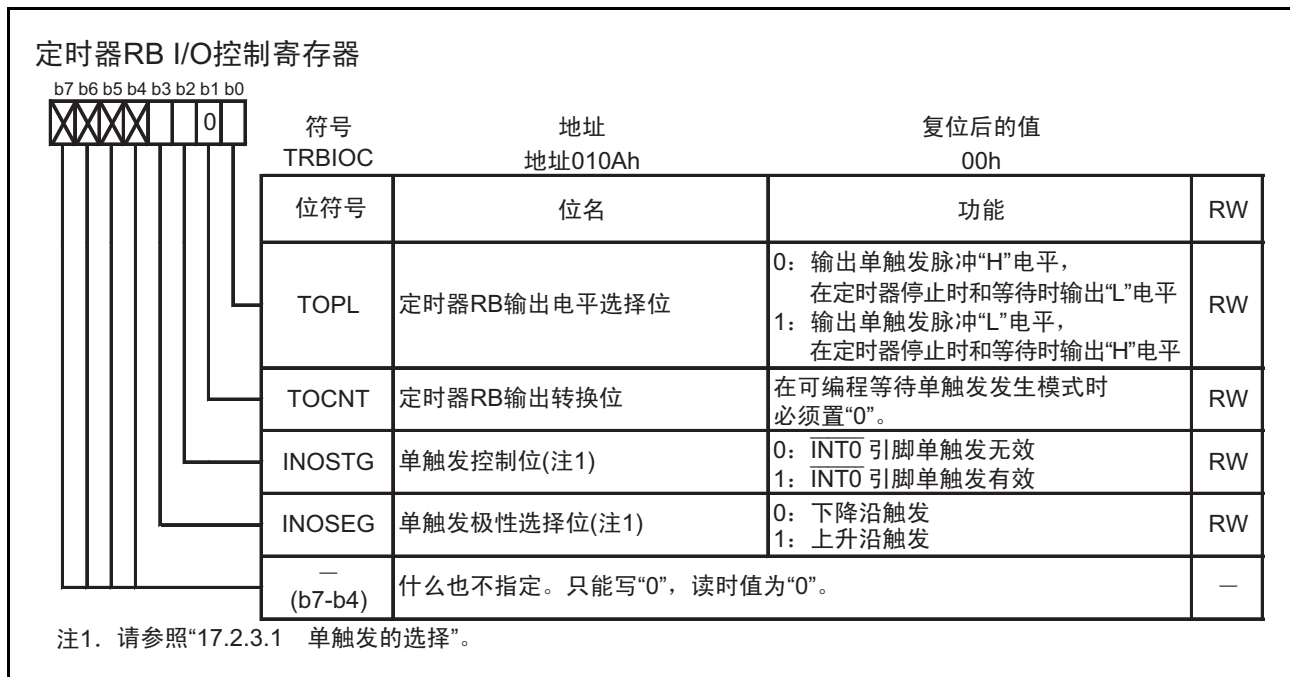 定时器RB I/O控制寄存器
b7 b6 b5 b4 b3 b2 b1 b0
0
符号 地址 复位后的值
TRBIOC 地址010Ah 00h
位符号 位名 功能 RW
TOPL 定时器RB输出电平选择位 0：输出单触发脉冲“H”电平，
在定时器停止时和等待时输出“L”电平
1：输出单触发脉冲“L”电平，
在定时器停止时和等待时输出“H”电平 RW
TOCNT 定时器RB输出转换位 在可编程等待单触发发生模式时
必须置“0”。 RW
INOSTG 单触发控制位(注1) 0：INT0 引脚单触发无效
1：INT0 引脚单触发有效 RW
INOSEG 单触发极性选择位(注1) 0：下降沿触发
1：上升沿触发 RW
—
(b7-b4) 什么也不指定。只能写“0”，读时值为“0”。 —
注1．请参照“17.2.3.1 单触发的选择”。